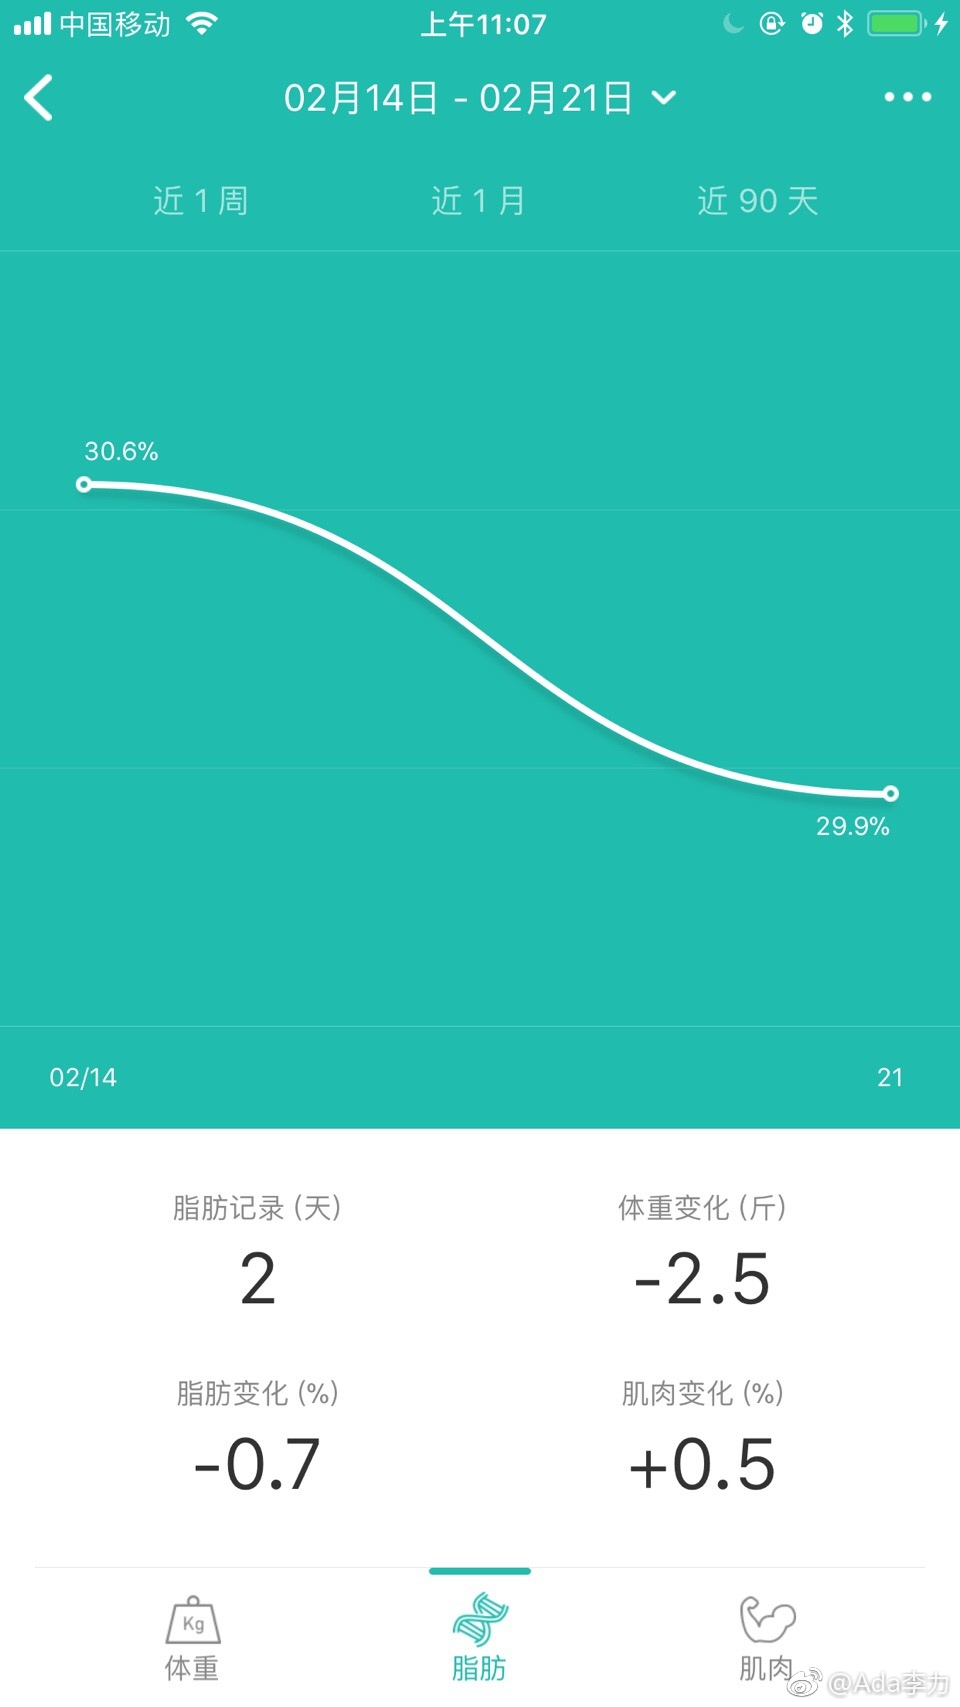 中国移动 上午11:07
02月14日 - 02月21日
近 1 周 近 1 月 近 90 天
30.6%
29.9%
02/14 21
脂肪记录 (天) 体重变化 (斤)
2 -2.5
脂肪变化 (%) 肌肉变化 (%)
-0.7 +0.5
Kg
体重 脂肪 肌肉
@Ada李力